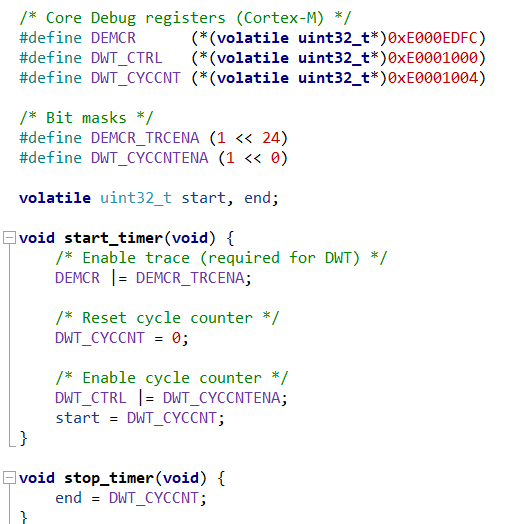 /* Core Debug registers (Cortex-M) */
#define DEMCR      (*(volatile uint32_t*)0xE000EDFC)
#define DWT_CTRL   (*(volatile uint32_t*)0xE0001000)
#define DWT_CYCCNT (*(volatile uint32_t*)0xE0001004)

/* Bit masks */
#define DEMCR_TRCENA (1 << 24)
#define DWT_CYCCNTENA (1 << 0)

volatile uint32_t start, end;

void start_timer(void) {
    /* Enable trace (required for DWT) */
    DEMCR |= DEMCR_TRCENA;

    /* Reset cycle counter */
    DWT_CYCCNT = 0;

    /* Enable cycle counter */
    DWT_CTRL |= DWT_CYCCNTENA;
    start = DWT_CYCCNT;
}

void stop_timer(void) {
    end = DWT_CYCCNT;
}